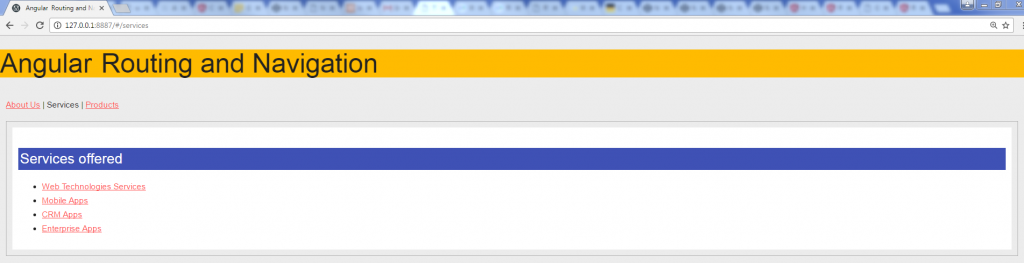 Angular Routing and Na
127.0.0.1:8887/#/services
Angular Routing and Navigation
About Us | Services | Products
Services offered
Web Technologies Services
Mobile Apps
CRM Apps
Enterprise Apps